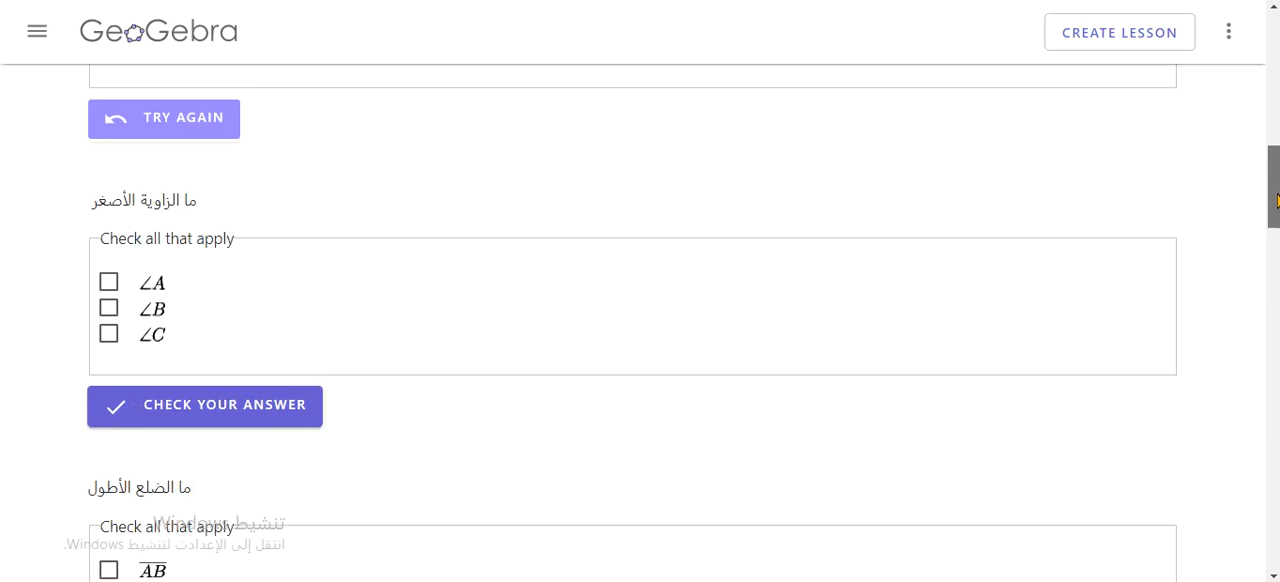 GeoGebra
CREATE LESSON
TRY AGAIN
ما الزاوية الأصغر
Check all that apply
∠A
∠B
∠C
CHECK YOUR ANSWER
ما الضلع الأطول
تنشيط Windows
Check all that apply
انتقل إلى الإعدادت لتنشيط Windows.
AB